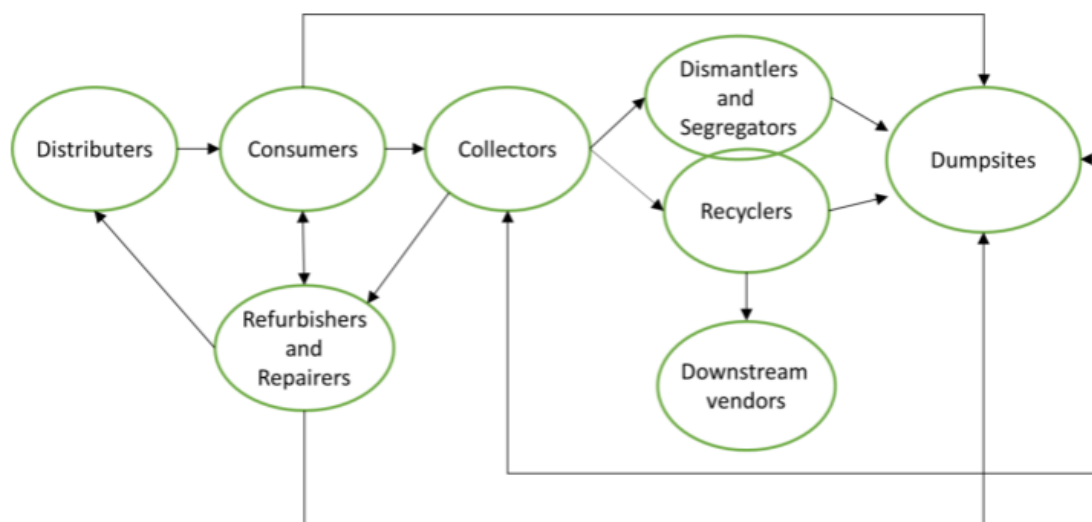 Distributers
Consumers
Collectors
Dismantlers
and
Segregators
Recyclers
Dumpsites
Refurbishers
and
Repairers
Downstream
vendors